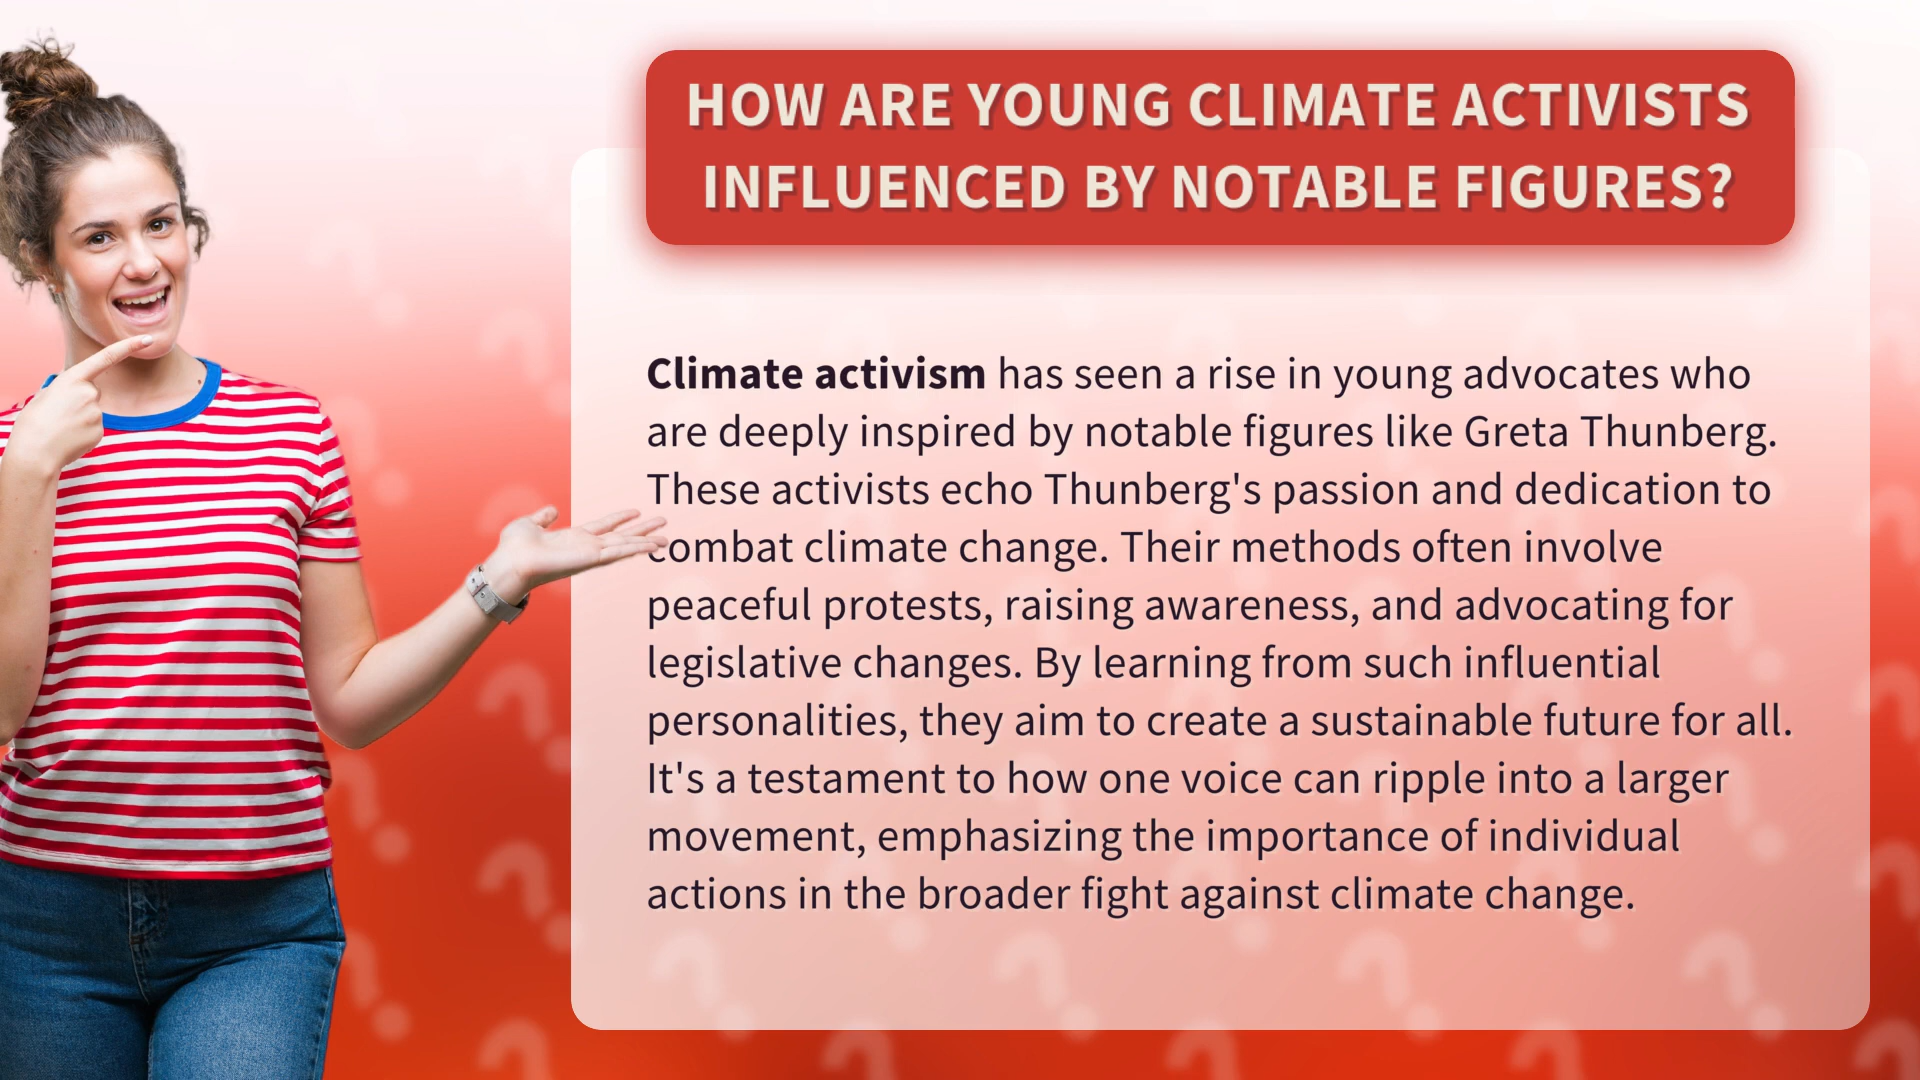 HOW ARE YOUNG CLIMATE ACTIVISTS
INFLUENCED BY NOTABLE FIGURES?
Climate activism has seen a rise in young advocates who
are deeply inspired by notable figures like Greta Thunberg.
These activists echo Thunberg's passion and dedication to
combat climate change. Their methods often involve
peaceful protests, raising awareness, and advocating for
legislative changes. By learning from such influential
personalities, they aim to create a sustainable future for all.
It's a testament to how one voice can ripple into a larger
movement, emphasizing the importance of individual
actions in the broader fight against climate change.